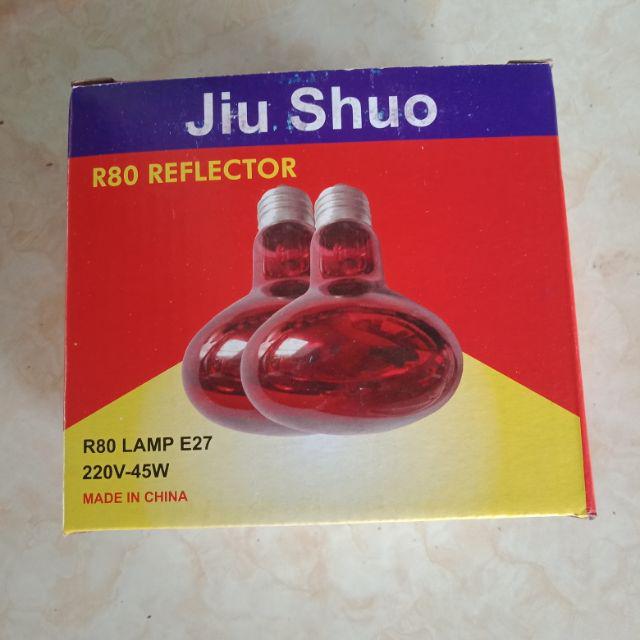 Jiu Shuo
R80 REFLECTOR
R80 LAMP E27
220V-45W
MADE IN CHINA